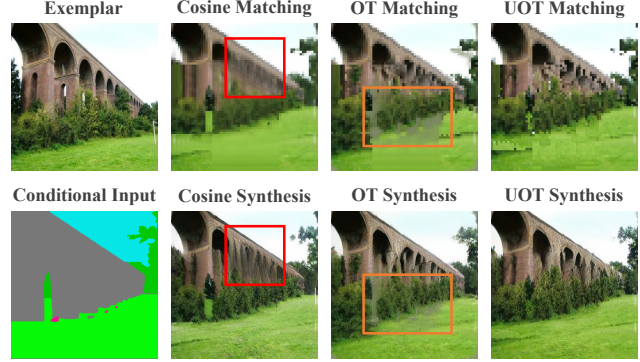 Exemplar
Cosine Matching
OT Matching
UOT Matching
Conditional Input
Cosine Synthesis
OT Synthesis
UOT Synthesis